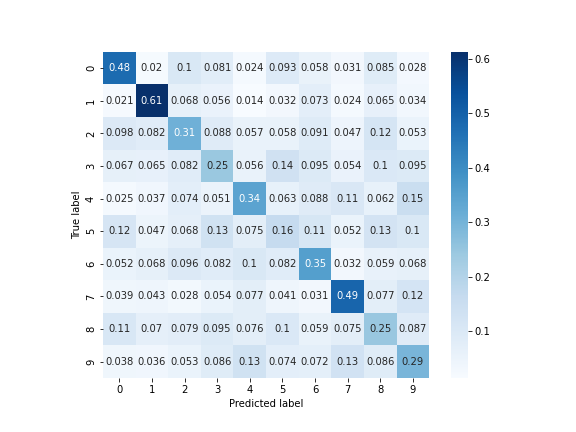 0 0.48 0.02 0.1 0.081 0.024 0.093 0.058 0.031 0.085 0.028
1 0.021 0.61 0.068 0.056 0.014 0.032 0.073 0.024 0.065 0.034
2 0.098 0.082 0.31 0.088 0.057 0.058 0.091 0.047 0.12 0.053
3 0.067 0.065 0.082 0.25 0.056 0.14 0.095 0.054 0.1 0.095
4 0.025 0.037 0.074 0.051 0.34 0.063 0.088 0.11 0.062 0.15
5 0.12 0.047 0.068 0.13 0.075 0.16 0.11 0.052 0.13 0.1
6 0.052 0.068 0.096 0.082 0.1 0.082 0.35 0.032 0.059 0.068
7 0.039 0.043 0.028 0.054 0.077 0.041 0.031 0.49 0.077 0.12
8 0.11 0.07 0.079 0.095 0.076 0.1 0.059 0.075 0.25 0.087
9 0.038 0.036 0.053 0.086 0.13 0.074 0.072 0.13 0.086 0.29
0 1 2 3 4 5 6 7 8 9
Predicted label
True label
0.6
0.5
0.4
0.3
0.2
0.1